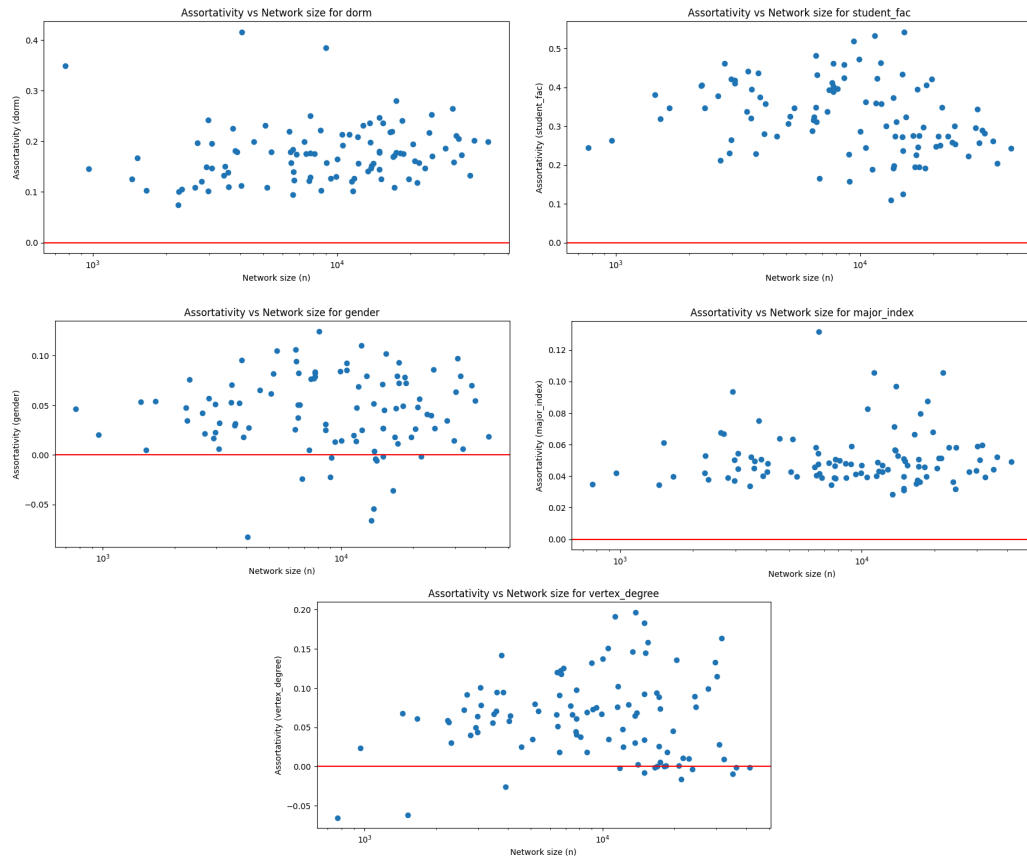 Assortativity vs Network size for dorm
Assortativity (dorm)
0.4
0.3
0.2
0.1
0.0
10³
10⁴
Network size (n)
Assortativity vs Network size for student_fac
Assortativity (student_fac)
0.5
0.4
0.3
0.2
0.1
0.0
10³
10⁴
Network size (n)
Assortativity vs Network size for gender
Assortativity (gender)
0.10
0.05
0.00
−0.05
10³
10⁴
Network size (n)
Assortativity vs Network size for major_index
Assortativity (major_index)
0.12
0.10
0.08
0.06
0.04
0.02
0.00
10³
10⁴
Network size (n)
Assortativity vs Network size for vertex_degree
Assortativity (vertex_degree)
0.20
0.15
0.10
0.05
0.00
−0.05
10³
10⁴
Network size (n)